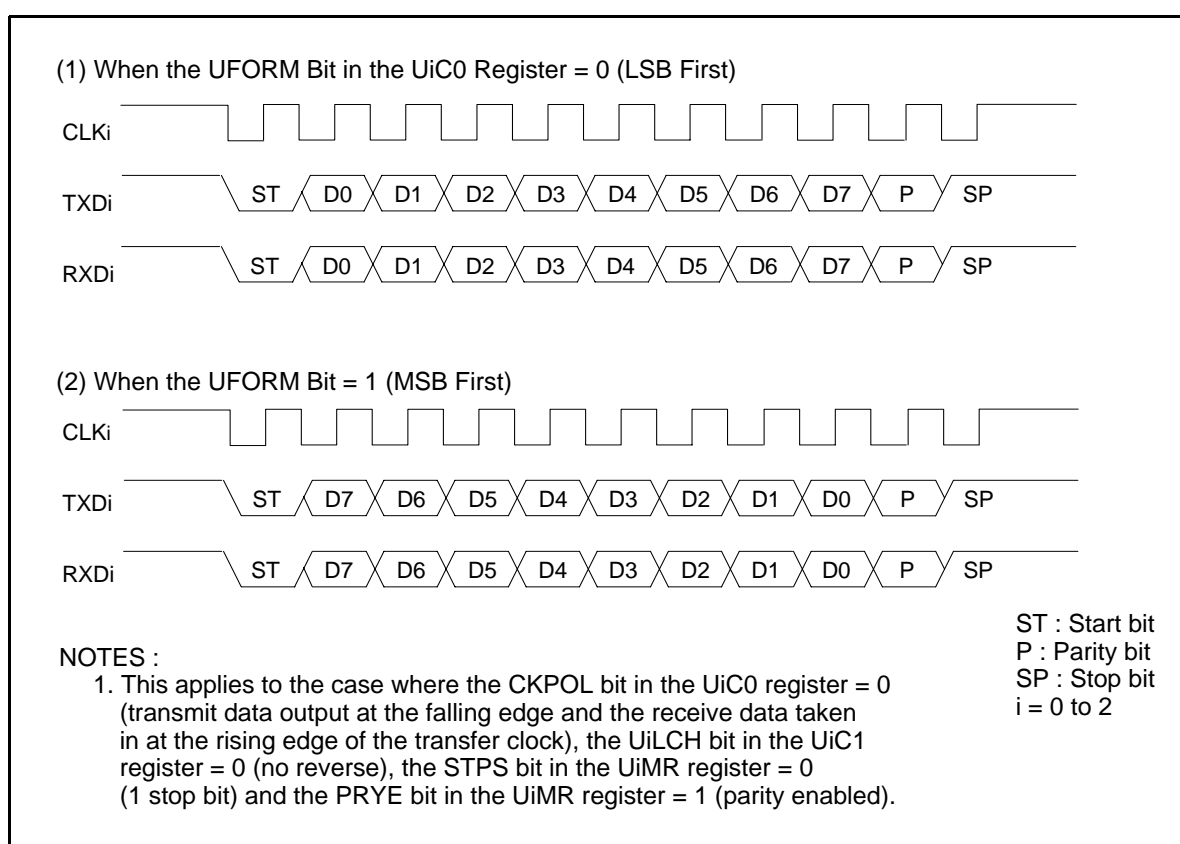 (1) When the UFORM Bit in the UiC0 Register = 0 (LSB First)
CLKi
TXDi ST D0 D1 D2 D3 D4 D5 D6 D7 P SP
RXDi ST D0 D1 D2 D3 D4 D5 D6 D7 P SP
(2) When the UFORM Bit = 1 (MSB First)
CLKi
TXDi ST D7 D6 D5 D4 D3 D2 D1 D0 P SP
RXDi ST D7 D6 D5 D4 D3 D2 D1 D0 P SP
ST : Start bit
P : Parity bit
SP : Stop bit
i = 0 to 2
NOTES :
1. This applies to the case where the CKPOL bit in the UiC0 register = 0
(transmit data output at the falling edge and the receive data taken
in at the rising edge of the transfer clock), the UiLCH bit in the UiC1
register = 0 (no reverse), the STPS bit in the UiMR register = 0
(1 stop bit) and the PRYE bit in the UiMR register = 1 (parity enabled).